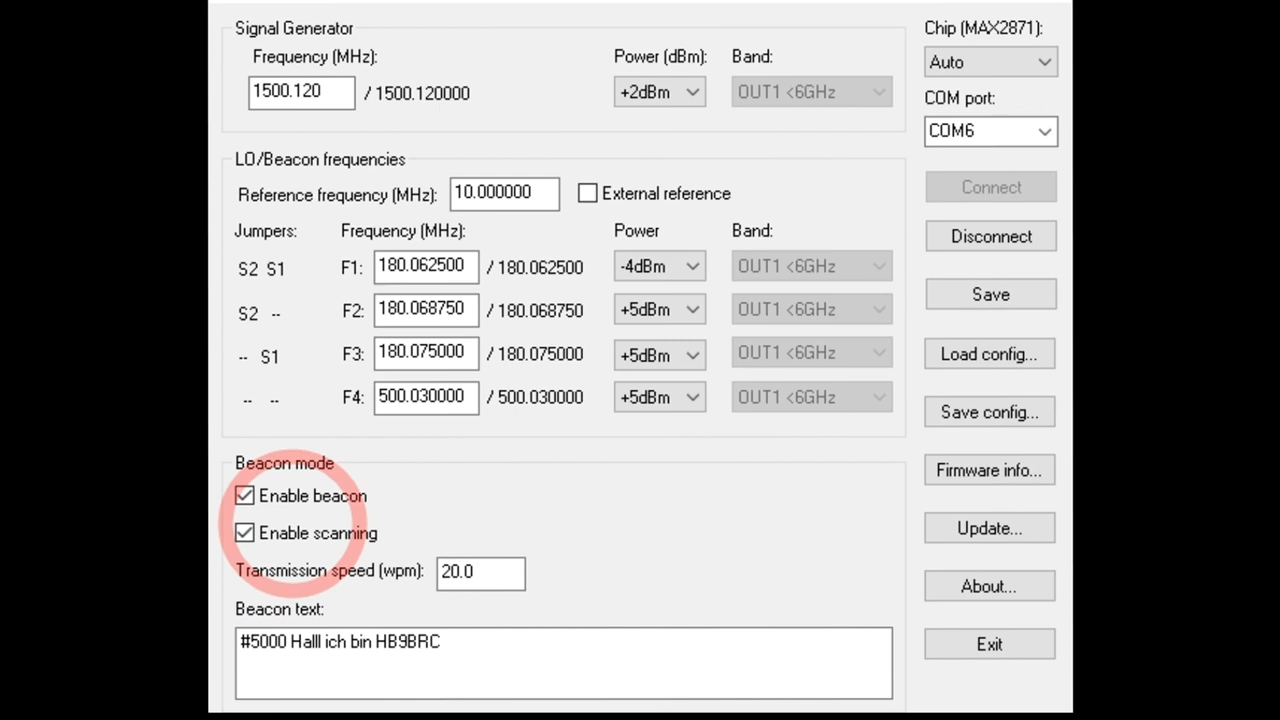 Signal Generator
Frequency (MHz): Power (dBm): Band:
1500.120 / 1500.120000 +2dBm OUT1 <6GHz
LO/Beacon frequencies
Reference frequency (MHz): 10.000000 External reference
Jumpers: Frequency (MHz): Power Band:
S2 S1 F1: 180.062500 / 180.062500 -4dBm OUT1 <6GHz
S2 -- F2: 180.068750 / 180.068750 +5dBm OUT1 <6GHz
-- S1 F3: 180.075000 / 180.075000 +5dBm OUT1 <6GHz
-- -- F4: 500.030000 / 500.030000 +5dBm OUT1 <6GHz
Beacon mode
Enable beacon
Enable scanning
Transmission speed (wpm): 20.0
Beacon text:
#5000 Halll ich bin HB9BRC
Chip (MAX2871):
Auto
COM port:
COM6
Connect
Disconnect
Save
Load config...
Save config...
Firmware info...
Update...
About...
Exit